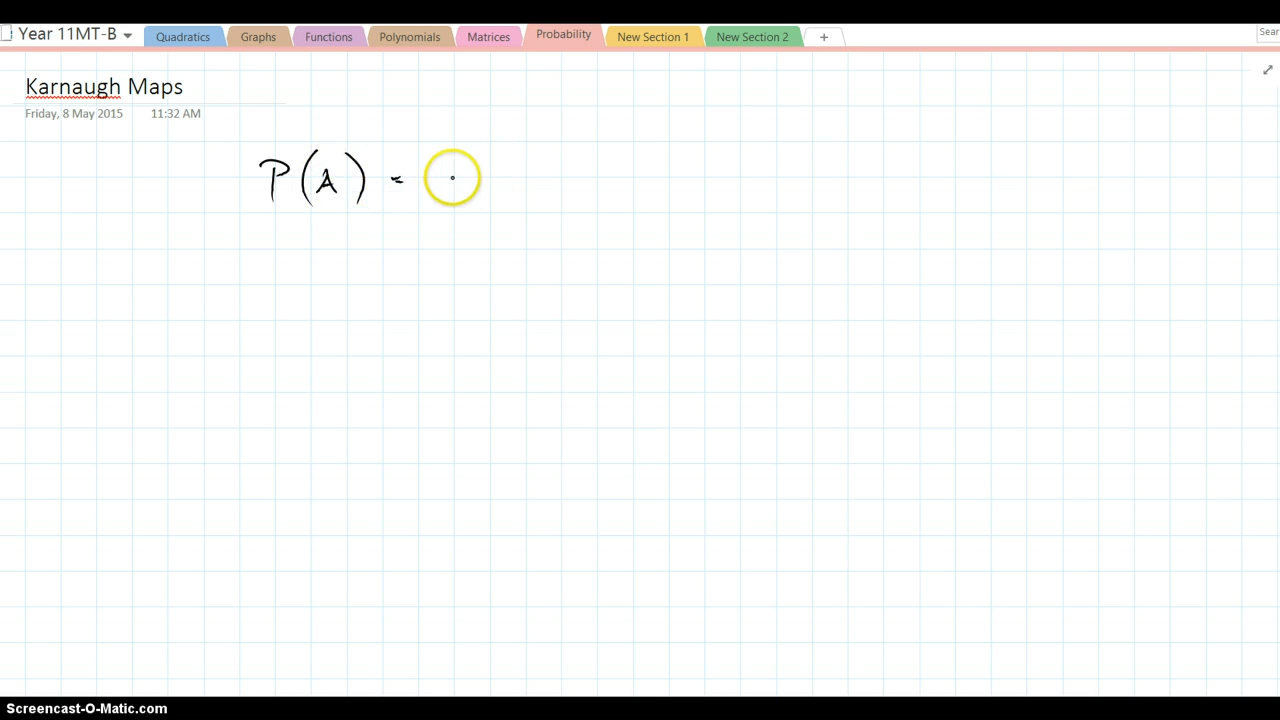 Year 11MT-B Quadratics Graphs Functions Polynomials Matrices Probability New Section 1 New Section 2 + Sear
Karnaugh Maps
Friday, 8 May 2015 11:32 AM
P(A) =
Screencast-O-Matic.com